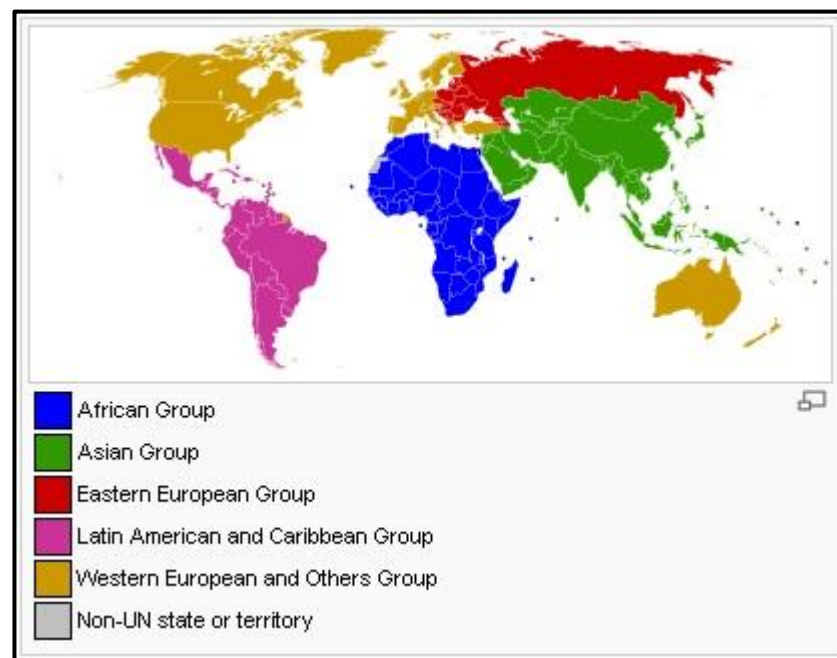 African Group
Asian Group
Eastern European Group
Latin American and Caribbean Group
Western European and Others Group
Non-UN state or territory